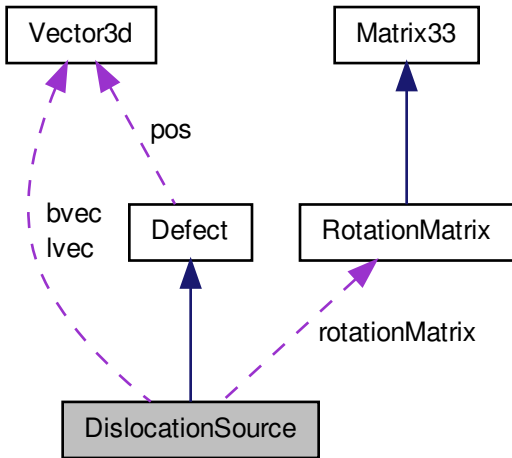 Vector3d
Matrix33
pos
bvec
lvec
Defect
RotationMatrix
rotationMatrix
DislocationSource